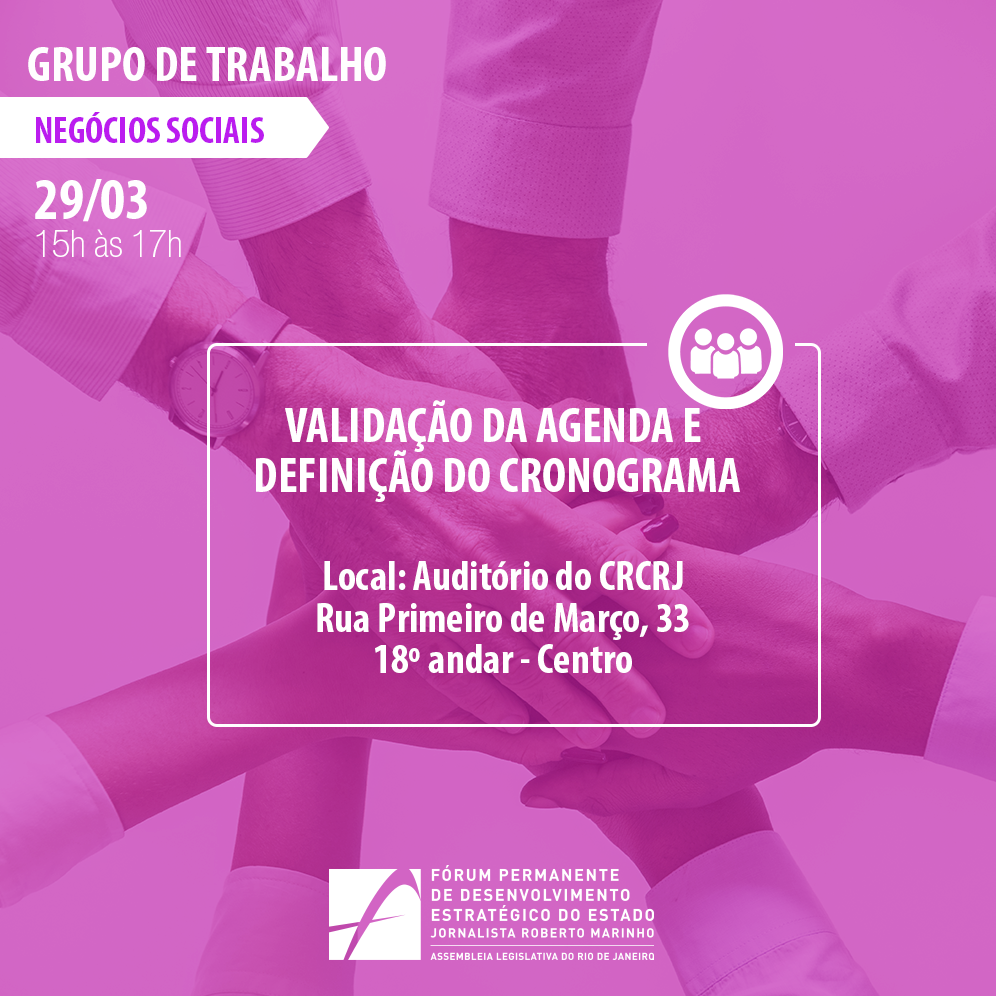 GRUPO DE TRABALHO
NEGÓCIOS SOCIAIS
29/03
15h às 17h
VALIDAÇÃO DA AGENDA E
DEFINIÇÃO DO CRONOGRAMA
Local: Auditório do CRCRJ
Rua Primeiro de Março, 33
18º andar - Centro
FÓRUM PERMANENTE
DE DESENVOLVIMENTO
ESTRATÉGICO DO ESTADO
JORNALISTA ROBERTO MARINHO
ASSEMBLEIA LEGISLATIVA DO RIO DE JANEIRO